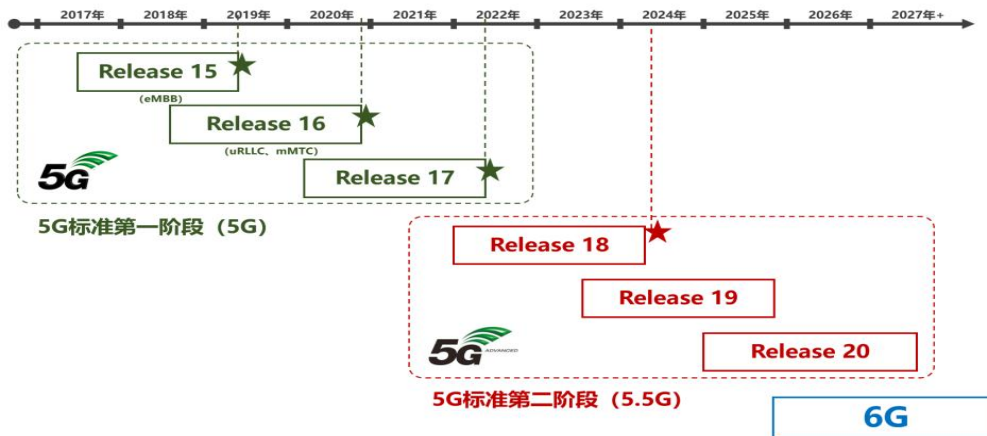 2017年 2018年 2019年 2020年 2021年 2022年 2023年 2024年 2025年 2026年 2027年+
Release 15
(eMBB)
Release 16
(uRLLC、mMTC)
5G
Release 17
5G标准第一阶段（5G）
Release 18
Release 19
5G ADVANCED
Release 20
5G标准第二阶段（5.5G）
6G